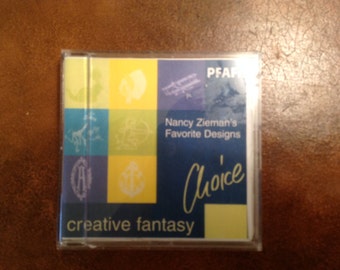 PFAFF
Nancy Zieman's
Favorite Designs
Choice
creative fantasy